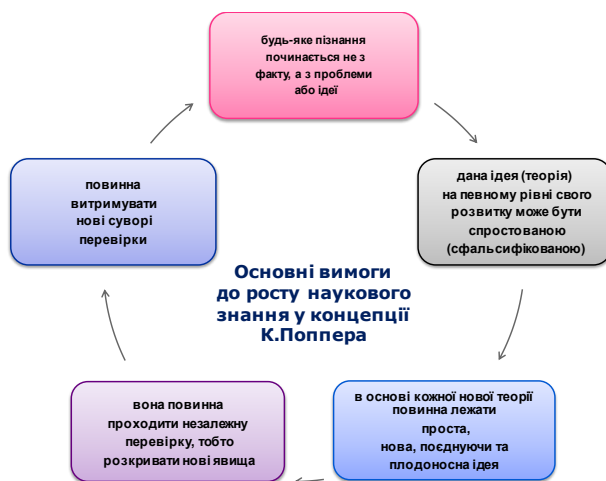 будь-яке пізнання
починається не з
факту, а з проблеми
або ідеї
дана ідея (теорія)
на певному рівні свого
розвитку може бути
спростованою
(сфальсифікованою)
в основі кожної нової теорії
повинна лежати
проста,
нова, поєднуючи та
плодоносна ідея
вона повинна
проходити незалежну
перевірку, тобто
розкривати нові явища
повинна
витримувати
нові суворі
перевірки
Основні вимоги
до росту наукового
знання у концепції
К.Поппера